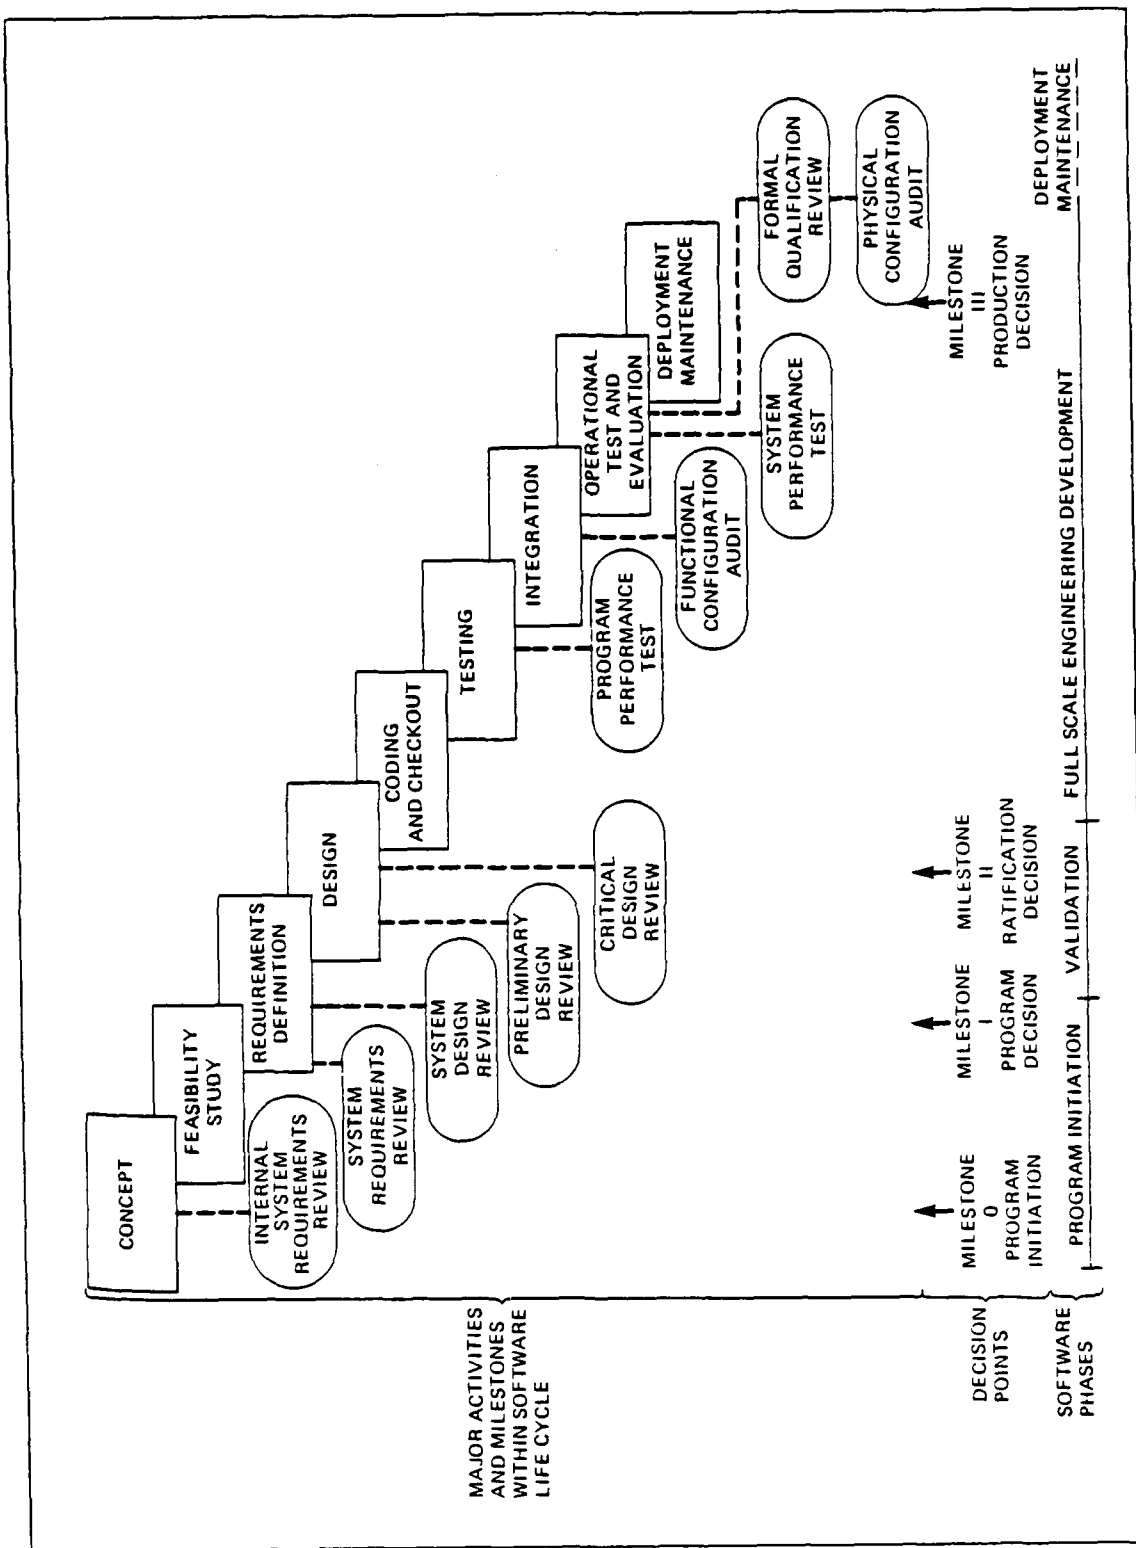 CONCEPT
FEASIBILITY
STUDY
REQUIREMENTS
DEFINITION
DESIGN
CODING
AND CHECKOUT
TESTING
INTEGRATION
OPERATIONAL
TEST AND
EVALUATION
DEPLOYMENT
MAINTENANCE
INTERNAL
SYSTEM
REQUIREMENTS
REVIEW
SYSTEM
REQUIREMENTS
REVIEW
SYSTEM
DESIGN
REVIEW
PRELIMINARY
DESIGN
REVIEW
CRITICAL
DESIGN
REVIEW
PROGRAM
PERFORMANCE
TEST
FUNCTIONAL
CONFIGURATION
AUDIT
SYSTEM
PERFORMANCE
TEST
FORMAL
QUALIFICATION
REVIEW
PHYSICAL
CONFIGURATION
AUDIT
MAJOR ACTIVITIES
AND MILESTONES
WITHIN SOFTWARE
LIFE CYCLE
DECISION
POINTS
MILESTONE
0
PROGRAM
INITIATION
MILESTONE
I
PROGRAM
DECISION
MILESTONE
II
RATIFICATION
DECISION
MILESTONE
III
PRODUCTION
DECISION
SOFTWARE
PHASES
PROGRAM INITIATION
VALIDATION
FULL SCALE ENGINEERING DEVELOPMENT
DEPLOYMENT
MAINTENANCE